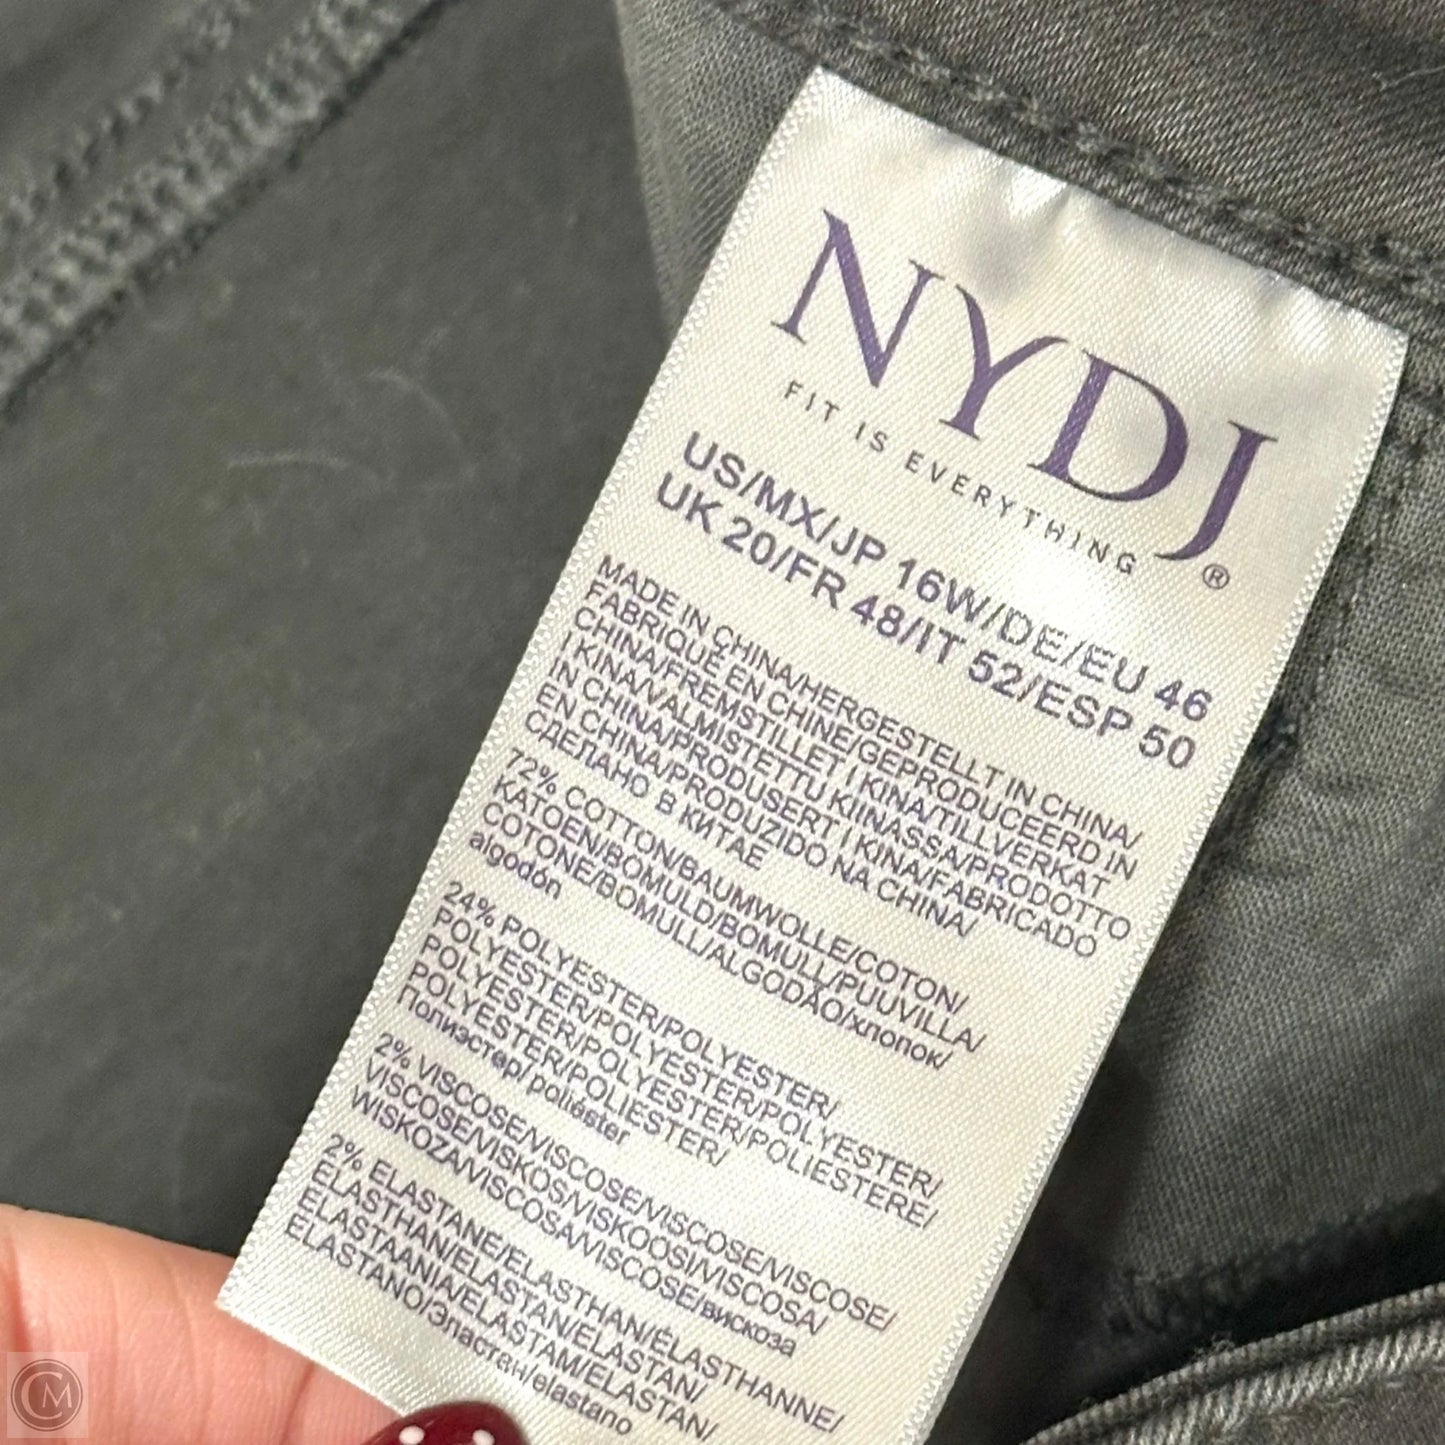 NYDJ®
FIT IS EVERYTHING
US/MX/JP 16W/DE/EU 46
UK 20/FR 48/IT 52/ESP 50
MADE IN CHINA/HERGESTELLT IN CHINA/
FABRIQUÉ EN CHINE/GEPRODUCEERD IN
CHINA/FREMSTILLET I KINA/TILLVERKAT
I KINA/VALMISTETTU KIINASSA/PRODOTTO
IN CHINA/PRODUSERT I KINA/FABRICADO
EN CHINA/PRODUZIDO NA CHINA/
СДЕЛАНО В КИТАЕ
72% COTTON/BAUMWOLLE/COTON/
KATOEN/BOMULD/BOMULL/PUUVILLA/
COTONE/BOMULL/ALGODÃO/хлопок/
algodón
24% POLYESTER/POLYESTER/
POLYESTER/POLYESTER/POLYESTER/
POLYESTER/POLYESTER/POLIESTERE/
POLYESTER/POLIESTER/
Полиэстер/poliéster
2% VISCOSE/VISCOSE/VISCOSE/VISCOSE/
VISCOSE/VISKOS/VISKOOSI/VISCOSA/
WISKOZA/VISCOSA/VISCOSE/вискоза
2% ELASTANE/ELASTHAN/ÉLASTHANNE/
ELASTHAN/ELASTAN/ELASTAN/
ELASTAANIA/ELASTAM/ELASTAN/
ELASTANO/Эластан/elastano
CM